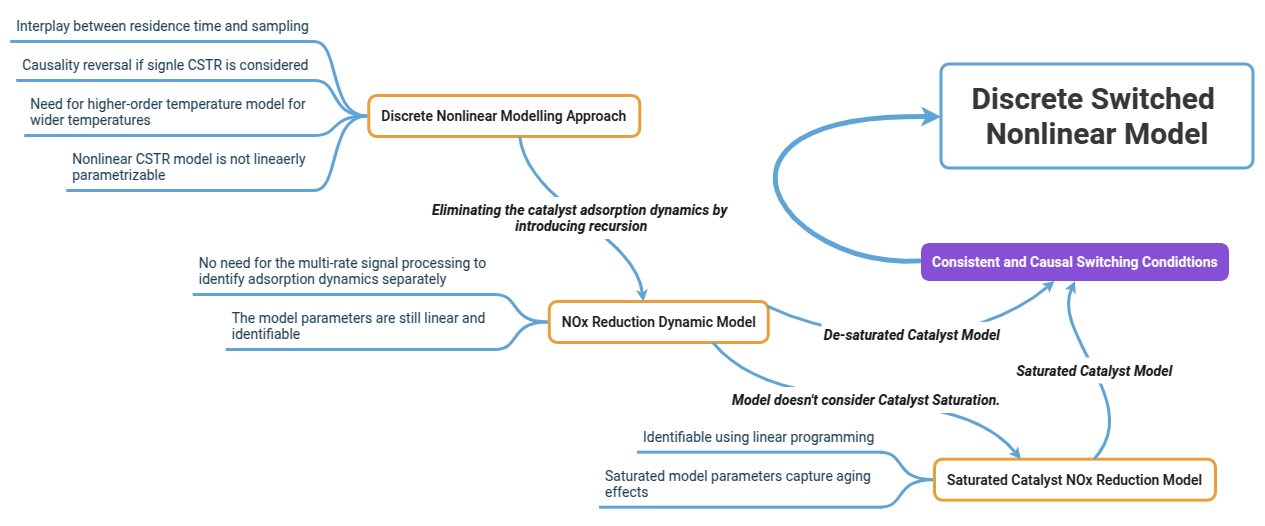 Interplay between residence time and sampling
Causality reversal if signle CSTR is considered
Need for higher-order temperature model for
wider temperatures
Nonlinear CSTR model is not lineaerly
parametrizable
Discrete Nonlinear Modelling Approach
Discrete Switched
Nonlinear Model
Eliminating the catalyst adsorption dynamics by
introducing recursion
Consistent and Causal Switching Condidtions
No need for the multi-rate signal processing to
identify adsorption dynamics separately
The model parameters are still linear and
identifiable
NOx Reduction Dynamic Model
De-saturated Catalyst Model
Saturated Catalyst Model
Model doesn't consider Catalyst Saturation.
Identifiable using linear programming
Saturated model parameters capture aging
effects
Saturated Catalyst NOx Reduction Model